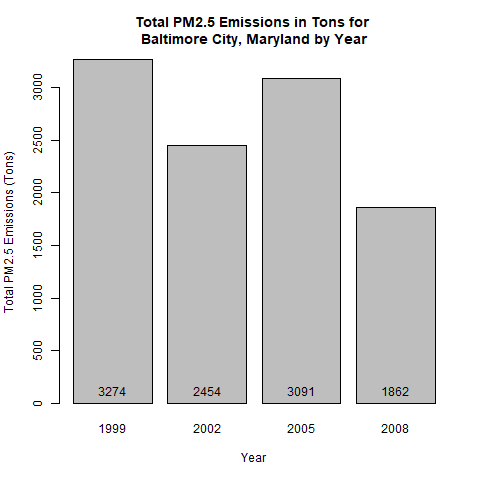 Total PM2.5 Emissions in Tons for
Baltimore City, Maryland by Year
Total PM2.5 Emissions (Tons)
3000
2500
2000
1500
1000
500
0
3274 2454 3091 1862
1999 2002 2005 2008
Year